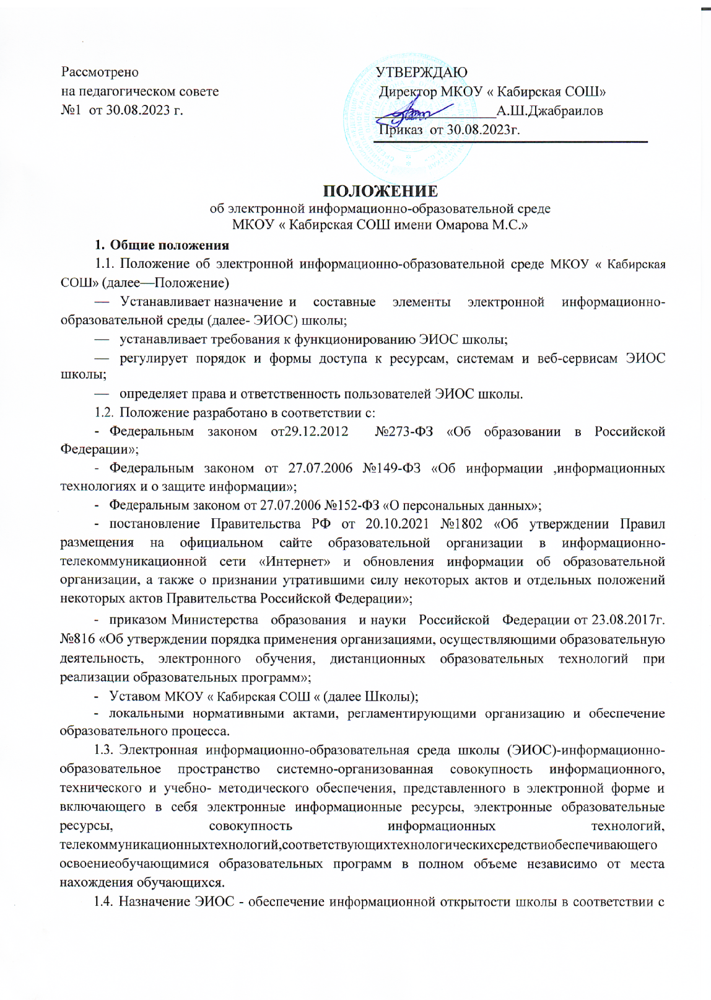 Рассмотрено
на педагогическом совете
№1 от 30.08.2023 г.
УТВЕРЖДАЮ
Директор МКОУ « Кабирская СОШ»
________________А.Ш.Джабраилов
Приказ от 30.08.2023г.
ПОЛОЖЕНИЕ
об электронной информационно-образовательной среде
МКОУ « Кабирская СОШ имени Омарова М.С.»
1. Общие положения
1.1. Положение об электронной информационно-образовательной среде МКОУ « Кабирская
СОШ» (далее—Положение)
— Устанавливает назначение и составные элементы электронной информационно-
образовательной среды (далее- ЭИОС) школы;
— устанавливает требования к функционированию ЭИОС школы;
— регулирует порядок и формы доступа к ресурсам, системам и веб-сервисам ЭИОС
школы;
— определяет права и ответственность пользователей ЭИОС школы.
1.2. Положение разработано в соответствии с:
- Федеральным законом от29.12.2012 №273-ФЗ «Об образовании в Российской
Федерации»;
- Федеральным законом от 27.07.2006 №149-ФЗ «Об информации ,информационных
технологиях и о защите информации»;
- Федеральным законом от 27.07.2006 №152-ФЗ «О персональных данных»;
- постановление Правительства РФ от 20.10.2021 №1802 «Об утверждении Правил
размещения на официальном сайте образовательной организации в информационно-
телекоммуникационной сети «Интернет» и обновления информации об образовательной
организации, а также о признании утратившими силу некоторых актов и отдельных положений
некоторых актов Правительства Российской Федерации»;
- приказом Министерства образования и науки Российской Федерации от 23.08.2017г.
№816 «Об утверждении порядка применения организациями, осуществляющими образовательную
деятельность, электронного обучения, дистанционных образовательных технологий при
реализации образовательных программ»;
- Уставом МКОУ « Кабирская СОШ « (далее Школы);
- локальными нормативными актами, регламентирующими организацию и обеспечение
образовательного процесса.
1.3. Электронная информационно-образовательная среда школы (ЭИОС)-информационно-
образовательное пространство системно-организованная совокупность информационного,
технического и учебно- методического обеспечения, представленного в электронной форме и
включающего в себя электронные информационные ресурсы, электронные образовательные
ресурсы, совокупность информационных технологий,
телекоммуникационныхтехнологий,соответствующихтехнологическихсредствиобеспечивающего
освоениеобучающимися образовательных программ в полном объеме независимо от места
нахождения обучающихся.
1.4. Назначение ЭИОС - обеспечение информационной открытости школы в соответствии с